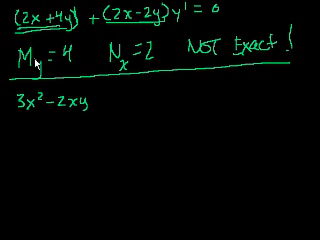 (2x + 4y) + (2x - 2y)y' = 0
My = 4 Nx = 2 NOT Exact!
3x² - 2xy